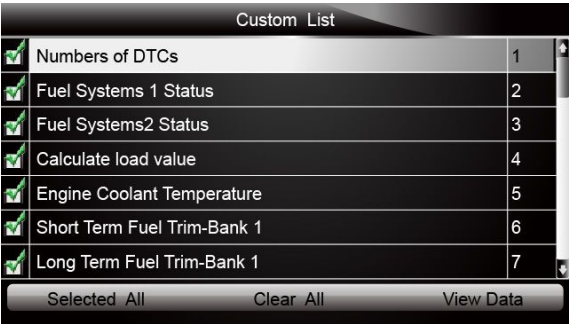 Custom List
Numbers of DTCs 1
Fuel Systems 1 Status 2
Fuel Systems2 Status 3
Calculate load value 4
Engine Coolant Temperature 5
Short Term Fuel Trim-Bank 1 6
Long Term Fuel Trim-Bank 1 7
Selected All Clear All View Data